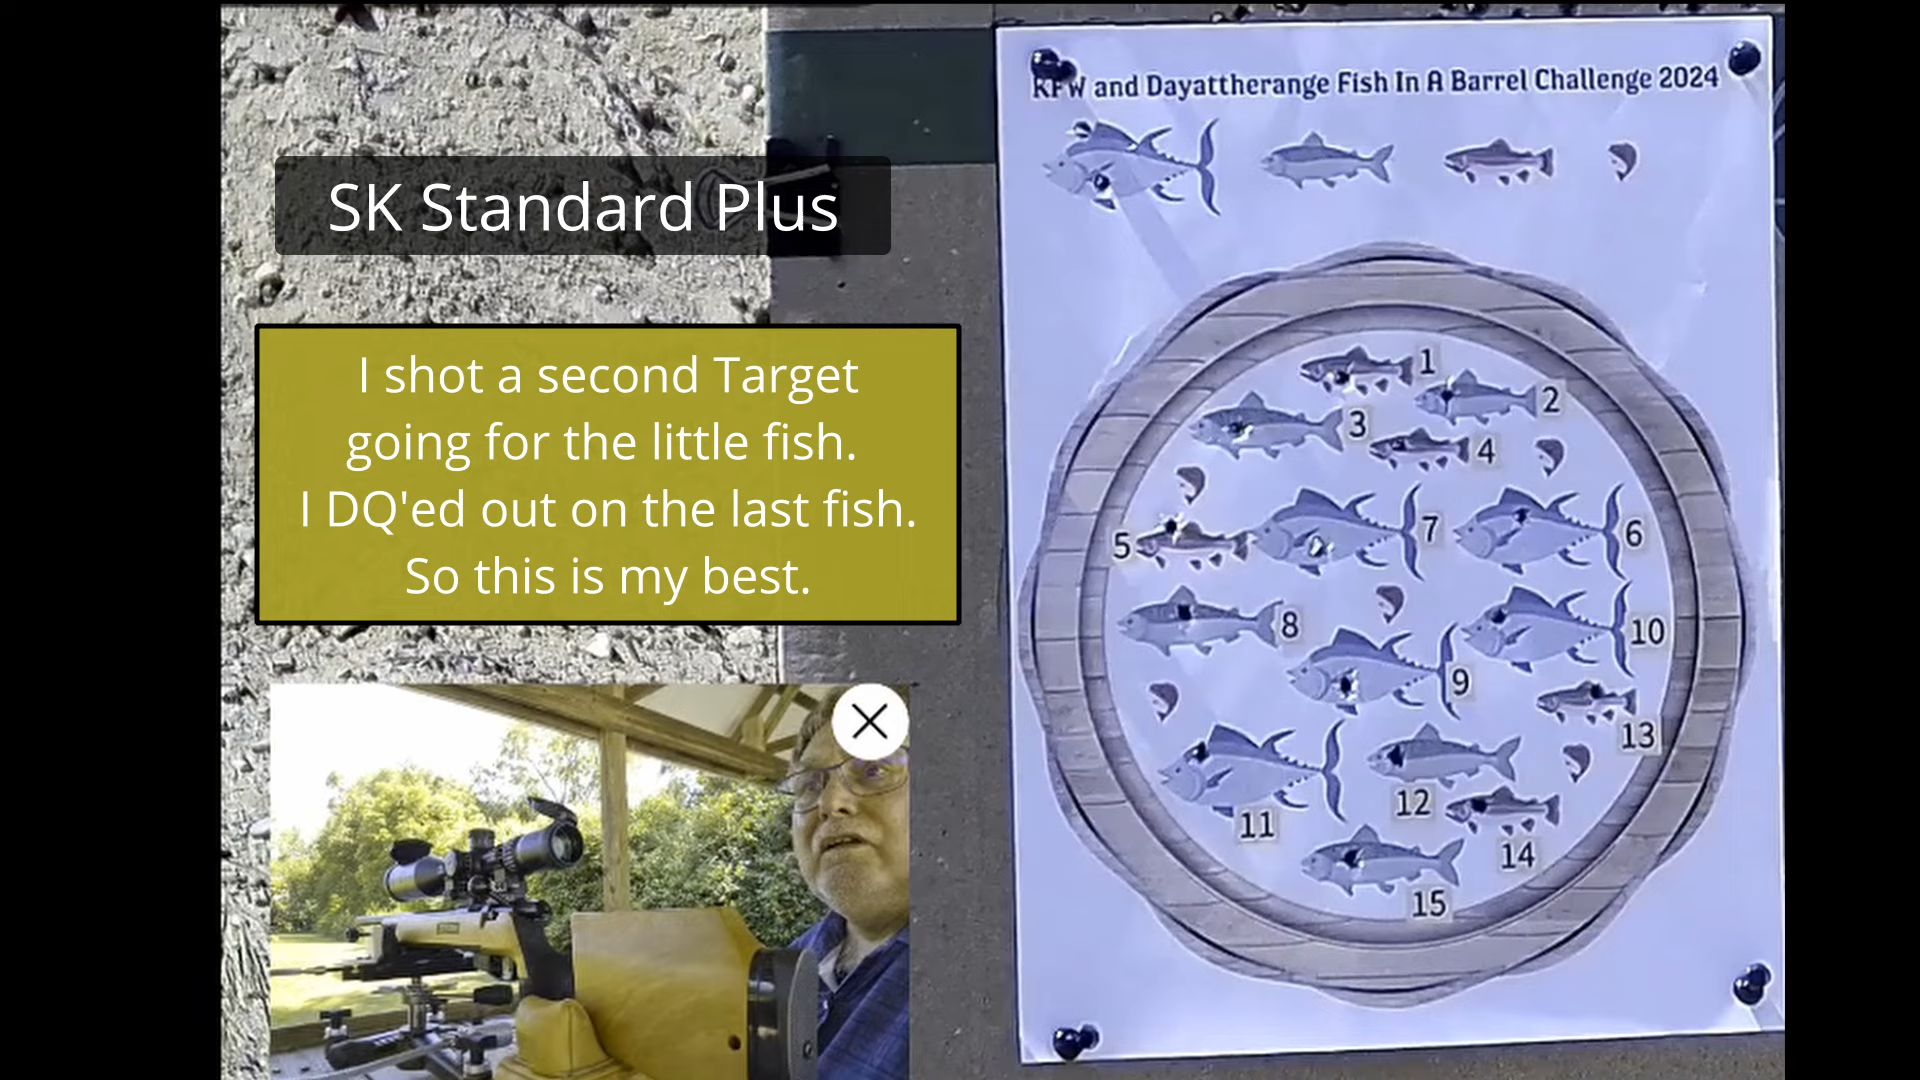 KFW and Dayattherange Fish In A Barrel Challenge 2024
SK Standard Plus
I shot a second Target
going for the little fish.
I DQ'ed out on the last fish.
So this is my best.
1
2
3
4
5
7
6
8
10
9
13
12
11
14
15